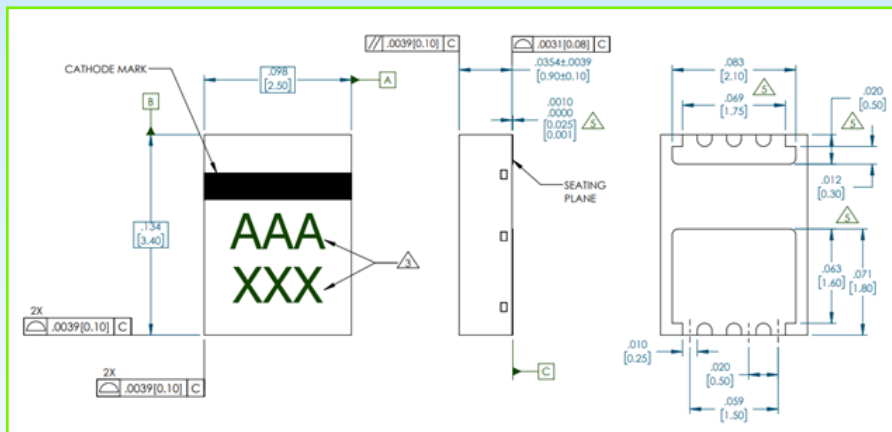 // .0039[0.10] C
⌓ .0031[0.08] C
CATHODE MARK
.098
[2.50]
A
.0354±.0039
[0.90±0.10]
.083
[2.10]
B
.0010
.0000
[0.025]
[0.001]
5
.069
[1.75]
5
.020
[0.50]
5
SEATING
PLANE
.012
[0.30]
.134
[3.40]
AAA
XXX
3
5
.063
[1.60]
.071
[1.80]
2X
⌓ .0039[0.10] C
2X
⌓ .0039[0.10] C
C
.010
[0.25]
.020
[0.50]
.059
[1.50]